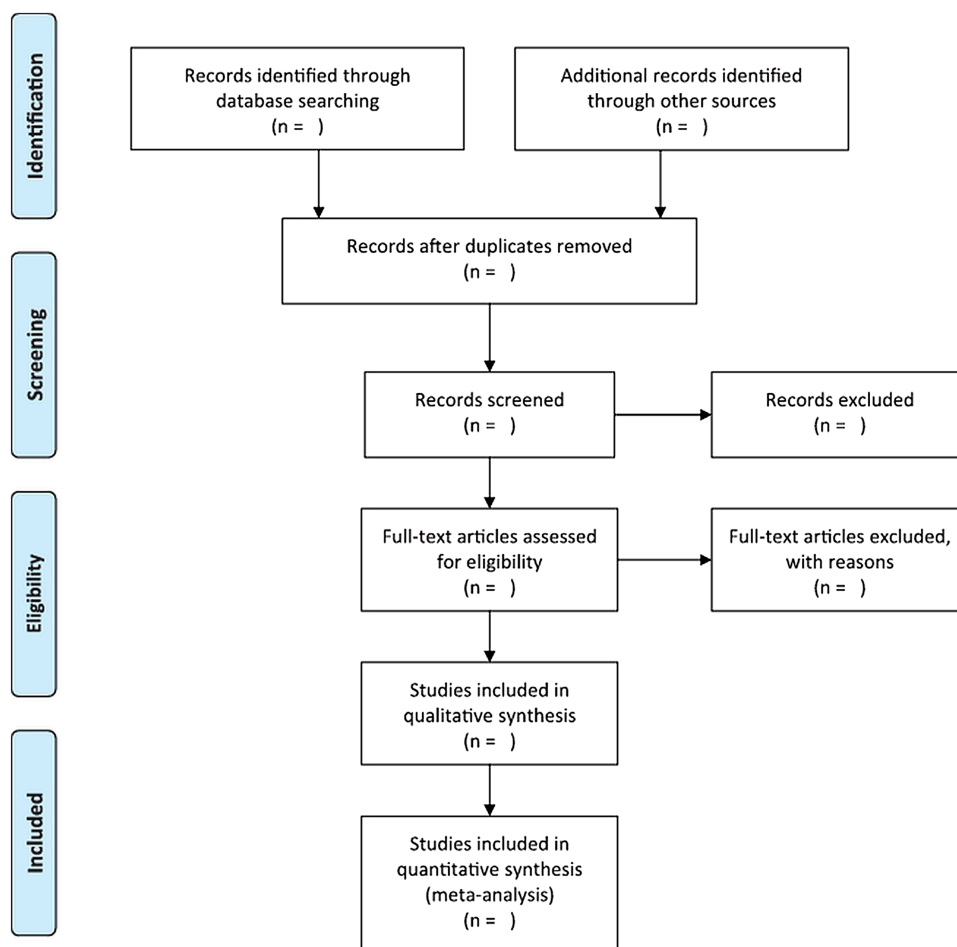 Identification
Records identified through
database searching
(n =   )
Additional records identified
through other sources
(n =   )
Records after duplicates removed
(n =   )
Screening
Records screened
(n =   )
Records excluded
(n =   )
Eligibility
Full-text articles assessed
for eligibility
(n =   )
Full-text articles excluded,
with reasons
(n =   )
Studies included in
qualitative synthesis
(n =   )
Included
Studies included in
quantitative synthesis
(meta-analysis)
(n =   )